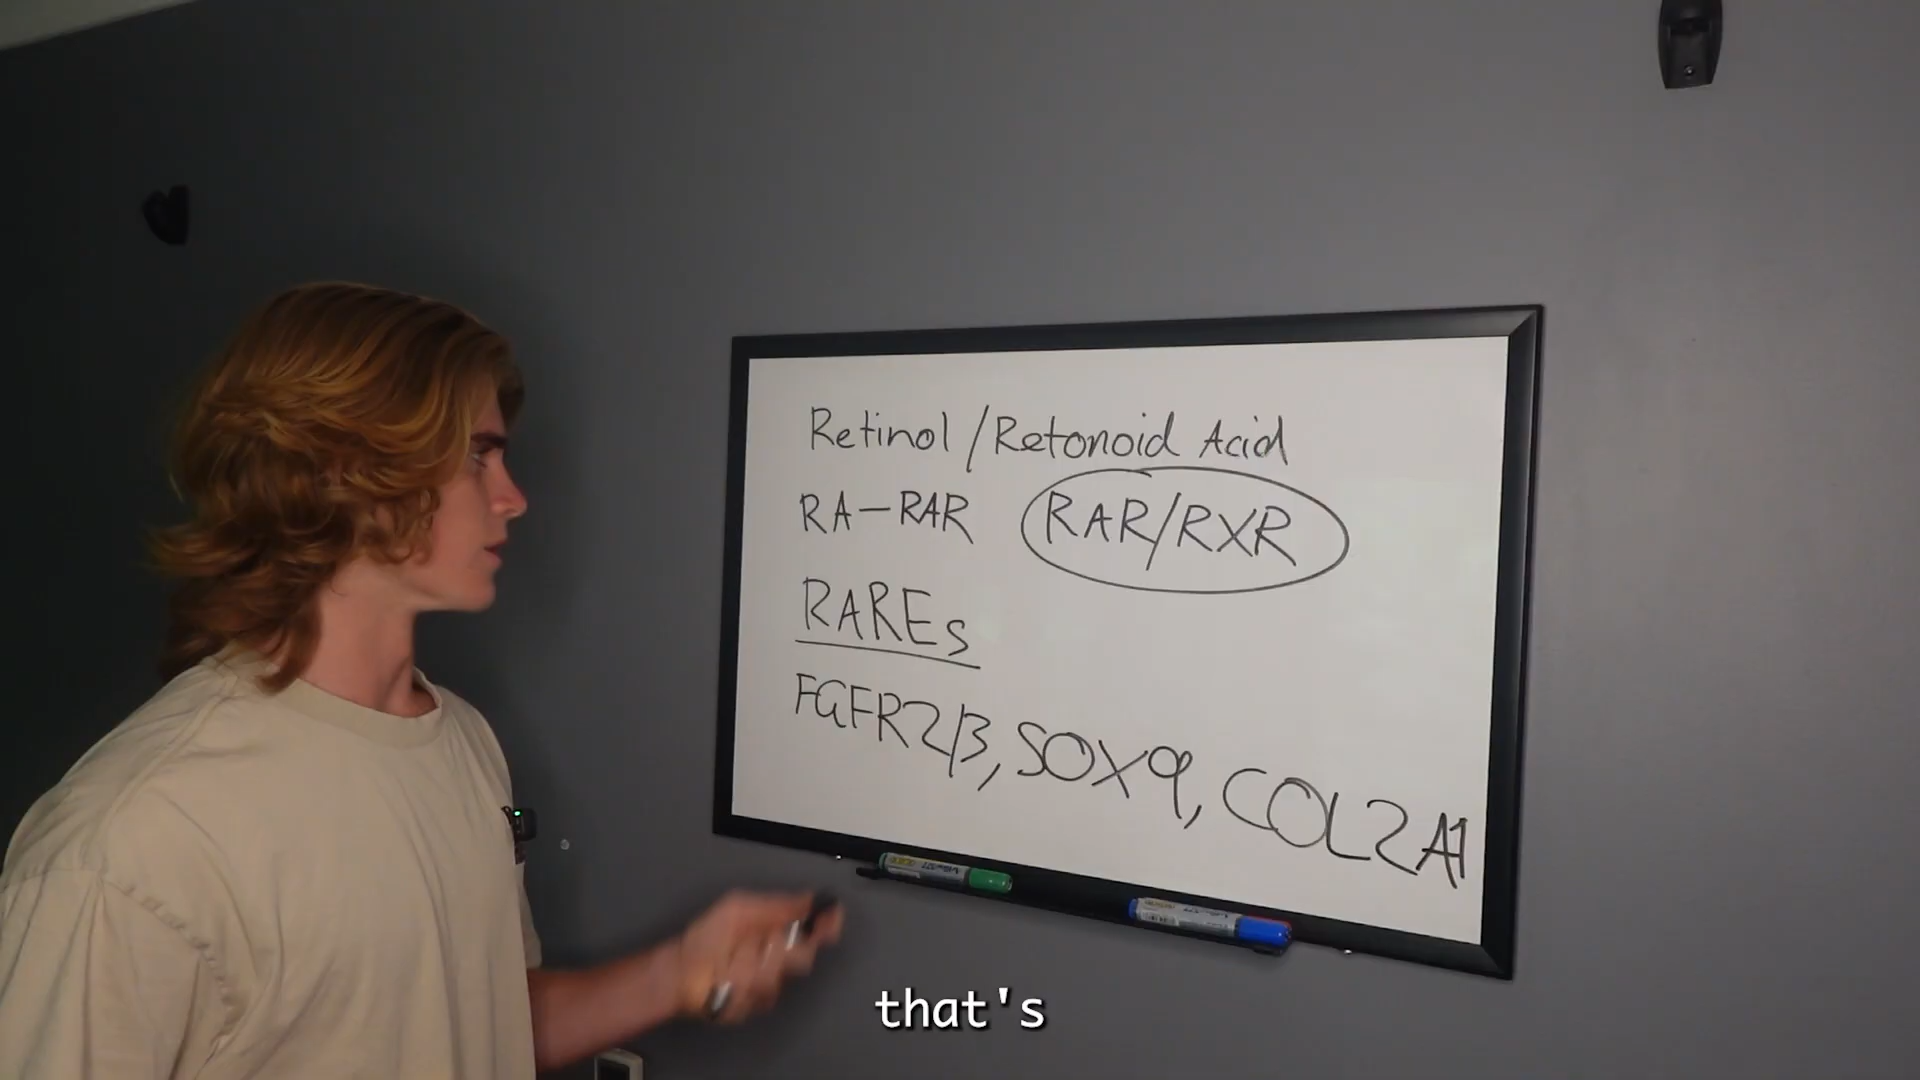 Retinol / Retonoid Acid
RA-RAR RAR/RXR
RAREs
FGFR2/3, SOX9, COL2A1
that's